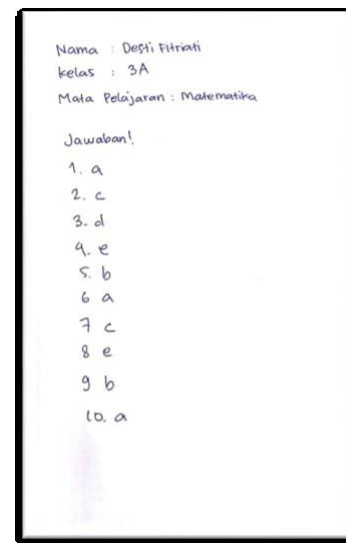 Nama : Desti Fitriati
Kelas : 3A
Mata Pelajaran : Matematika
Jawaban!
1. a
2. c
3. d
4. e
5. b
6 a
7 c
8 e
9 b
10. a